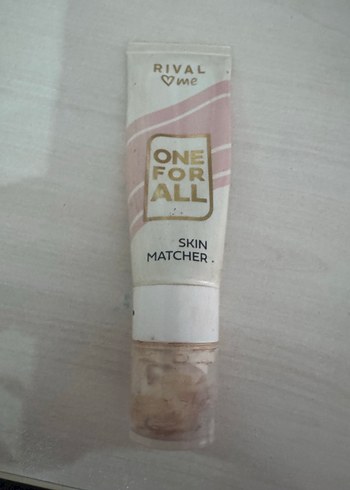 RIVAL
me
ONE
FOR
ALL
SKIN
MATCHER